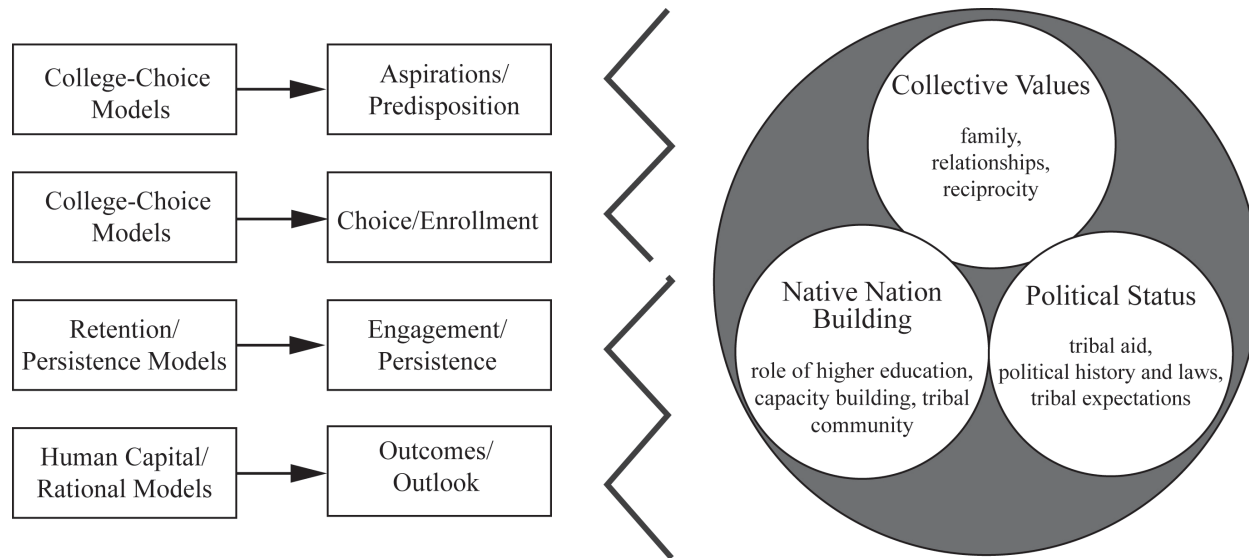 College-Choice
Models
Aspirations/
Predisposition
College-Choice
Models
Choice/Enrollment
Retention/
Persistence Models
Engagement/
Persistence
Human Capital/
Rational Models
Outcomes/
Outlook
Collective Values
family,
relationships,
reciprocity
Native Nation
Building
role of higher education,
capacity building, tribal
community
Political Status
tribal aid,
political history and laws,
tribal expectations